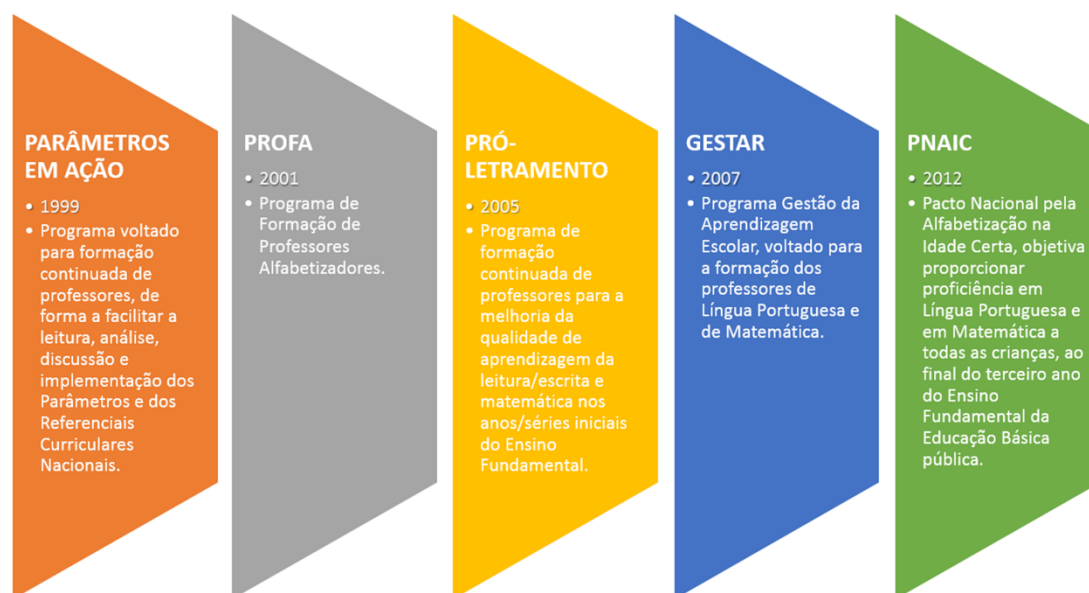 PARÂMETROS
EM AÇÃO
• 1999
• Programa voltado
para formação
continuada de
professores, de
forma a facilitar a
leitura, análise,
discussão e
implementação dos
Parâmetros e dos
Referenciais
Curriculares
Nacionais.
PROFA
• 2001
• Programa de
Formação de
Professores
Alfabetizadores.
PRÓ-
LETRAMENTO
• 2005
• Programa de
formação
continuada de
professores para a
melhoria da
qualidade de
aprendizagem da
leitura/escrita e
matemática nos
anos/séries iniciais
do Ensino
Fundamental.
GESTAR
• 2007
• Programa Gestão da
Aprendizagem
Escolar, voltado para
a formação dos
professores de
Língua Portuguesa e
de Matemática.
PNAIC
• 2012
• Pacto Nacional pela
Alfabetização na
Idade Certa, objetiva
proporcionar
proficiência em
Língua Portuguesa e
em Matemática a
todas as crianças, ao
final do terceiro ano
do Ensino
Fundamental da
Educação Básica
pública.